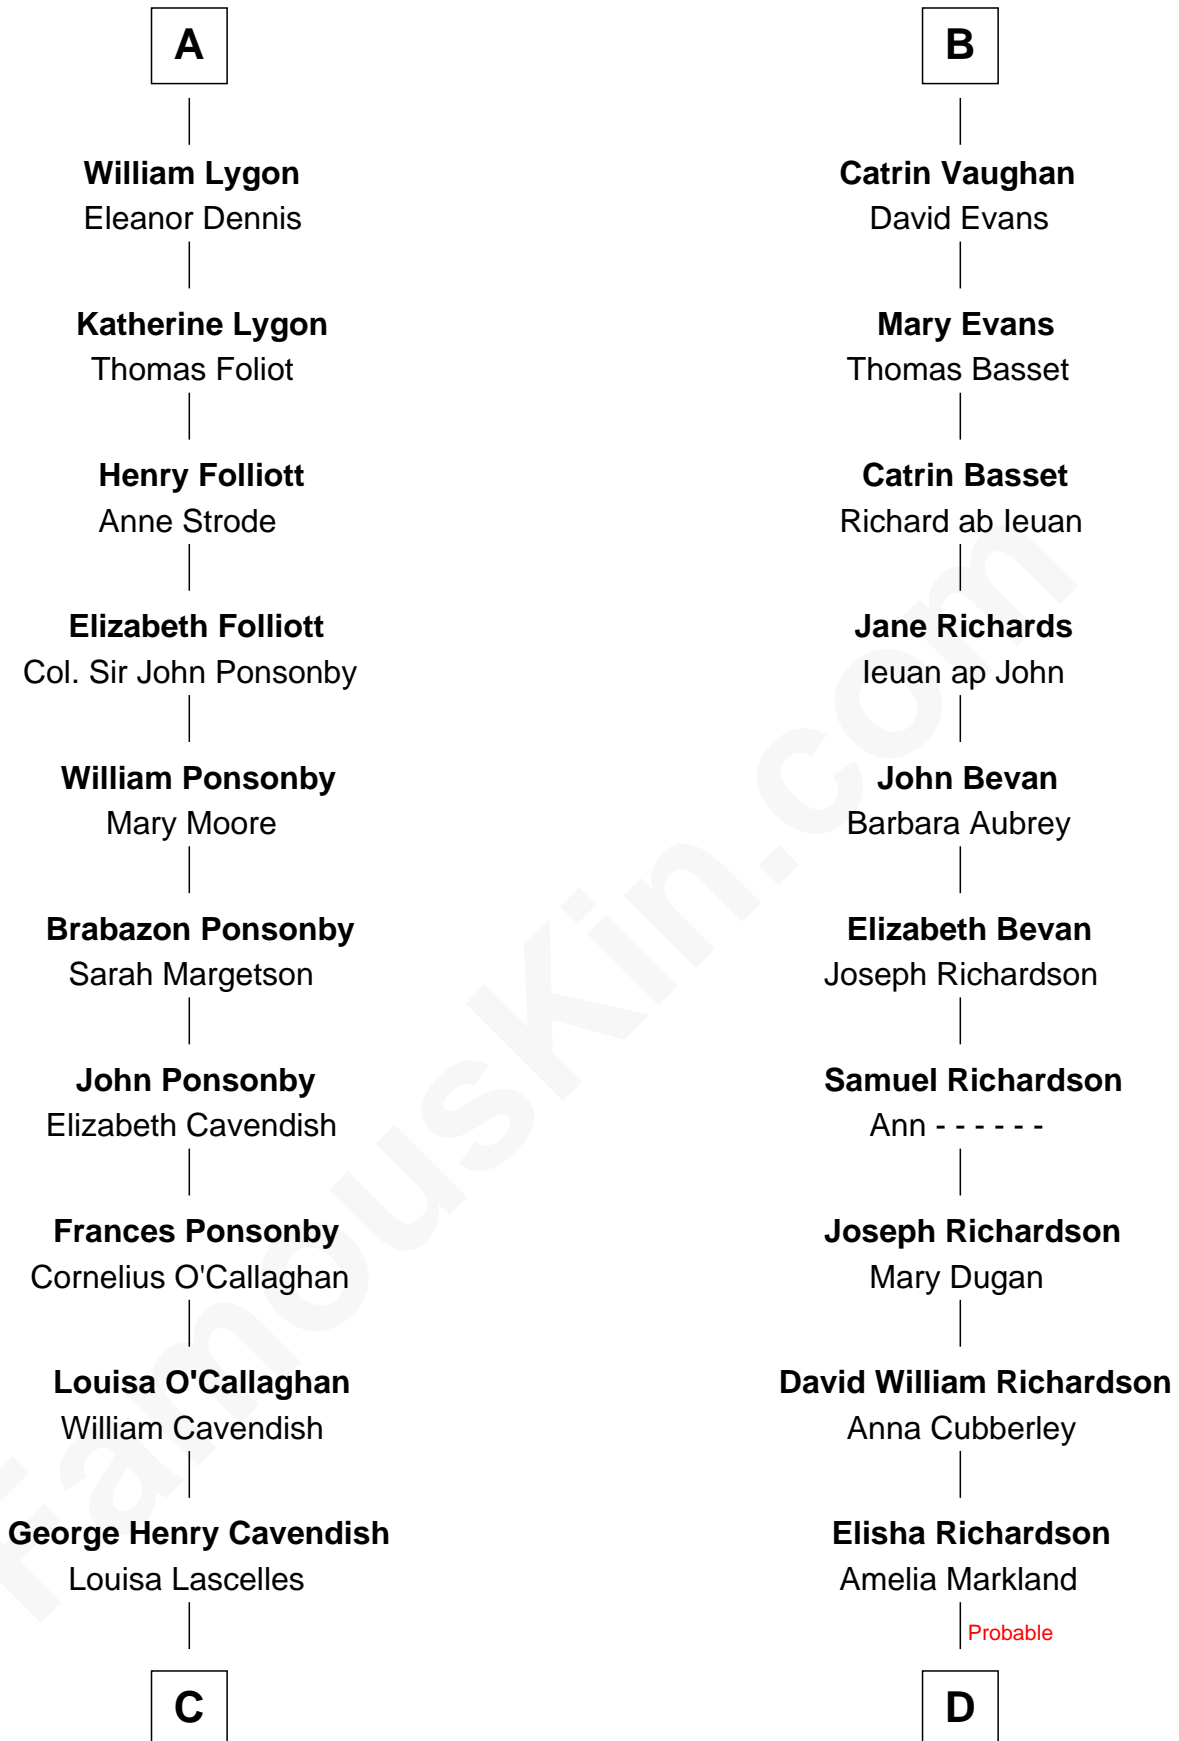 A
William Lygon
Eleanor Dennis
Katherine Lygon
Thomas Foliot
Henry Folliott
Anne Strode
Elizabeth Folliott
Col. Sir John Ponsonby
William Ponsonby
Mary Moore
Brabazon Ponsonby
Sarah Margetson
John Ponsonby
Elizabeth Cavendish
Frances Ponsonby
Cornelius O'Callaghan
Louisa O'Callaghan
William Cavendish
George Henry Cavendish
Louisa Lascelles
C
B
Catrin Vaughan
David Evans
Mary Evans
Thomas Basset
Catrin Basset
Richard ab Ieuan
Jane Richards
Ieuan ap John
John Bevan
Barbara Aubrey
Elizabeth Bevan
Joseph Richardson
Samuel Richardson
Ann - - - - - -
Joseph Richardson
Mary Dugan
David William Richardson
Anna Cubberley
Elisha Richardson
Amelia Markland
Probable
D
FamousKin.com